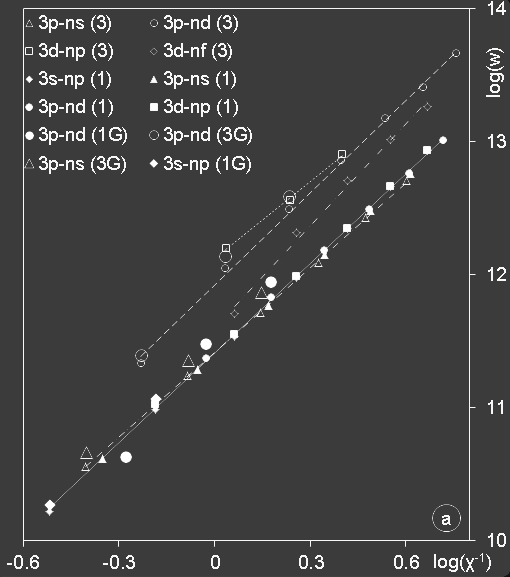 14
3p-ns (3) 3p-nd (3)
3d-np (3) 3d-nf (3)
3s-np (1) 3p-ns (1)
3p-nd (1) 3d-np (1)
3p-nd (1G) 3p-nd (3G)
3p-ns (3G) 3s-np (1G)
log(w)
13
12
11
10
a
-0.6 -0.3 0 0.3 0.6 log(χ⁻¹)